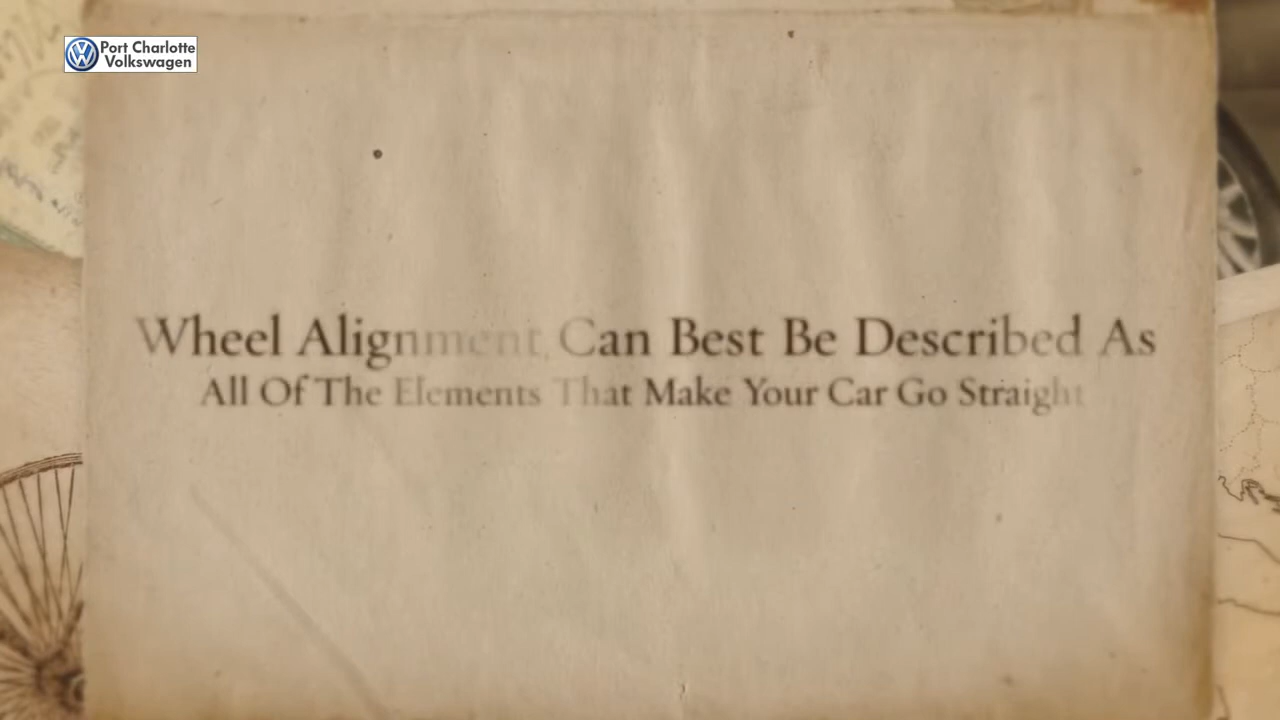 Port Charlotte
Volkswagen
Wheel Alignment Can Best Be Described As
All Of The Elements That Make Your Car Go Straight